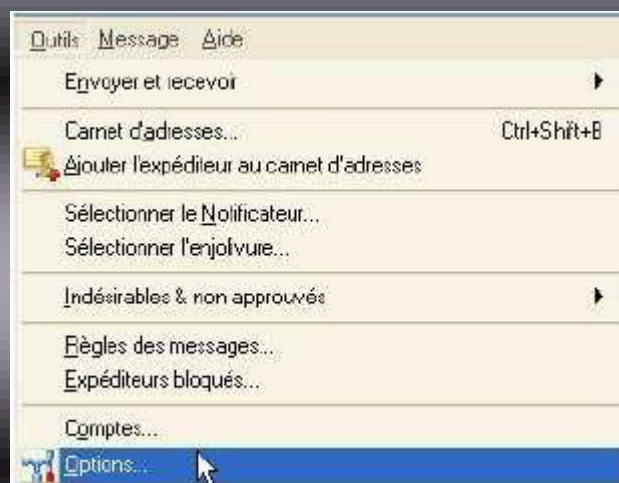 Outils Message Aide
Envoyer et recevoir
Carnet d'adresses... Ctrl+Shift+B
Ajouter l'expéditeur au carnet d'adresses
Sélectionner le Notificateur...
Sélectionner l'enjolivure...
Indésirables & non approuvés
Règles des messages...
Expéditeurs bloqués...
Comptes...
Options...